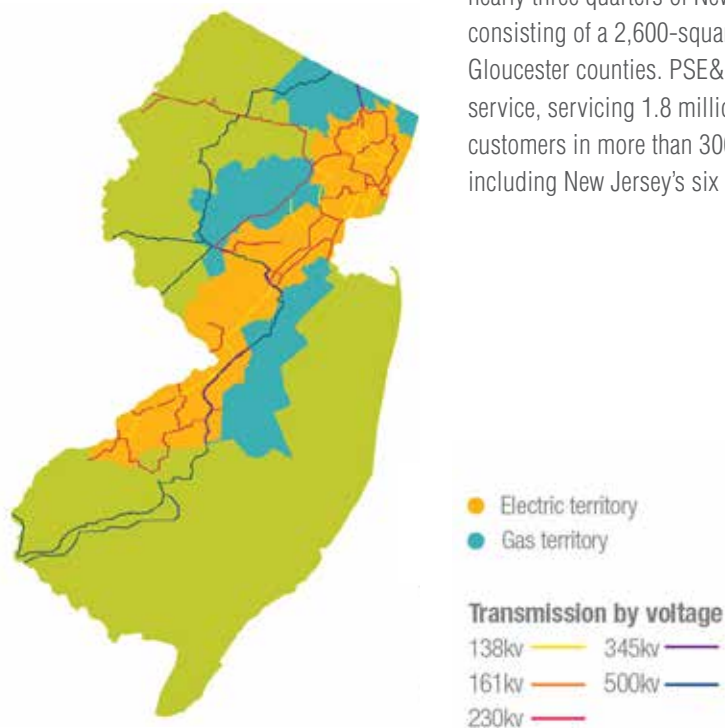 nearly three quarters of New
consisting of a 2,600-squar
Gloucester counties. PSE&
service, servicing 1.8 millio
customers in more than 300
including New Jersey's six
Electric territory
Gas territory
Transmission by voltage
138kv 345kv
161kv 500kv
230kv